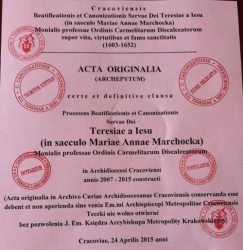 Cracoviensis
Beatificationis et Canonizationis Servae Dei Teresiae a Iesu
(in saeculo Mariae Annae Marchocka)
Monialis professae Ordinis Carmelitarum Discalceatorum
super vita, virtutibus et fama sanctitatis
(1603-1652)
ACTA ORIGINALIA
(ARCHETYPUM)
certe et definitive clausa
Processus Beatificationis et Canonizationis
Servae Dei
Teresiae a Iesu
(in saeculo Mariae Annae Marchocka)
Monialis professae Ordinis Carmelitarum Discalceatorum
in Archidioecesi Cracoviensi
annis 2007 - 2015 constructi
(Acta originalia in Archivo Curiae Archidioecesanae Cracoviensis conservanda esse
debent et non aperienda sine venia Em.mi Archiepiscopi Metropolitae Cracoviensis
Teczki nie wolno otwierać
bez pozwolenia J. Em. Księdza Arcybiskupa Metropolity Krakowskiego)
Cracoviae, 24 Aprilis 2015 anni